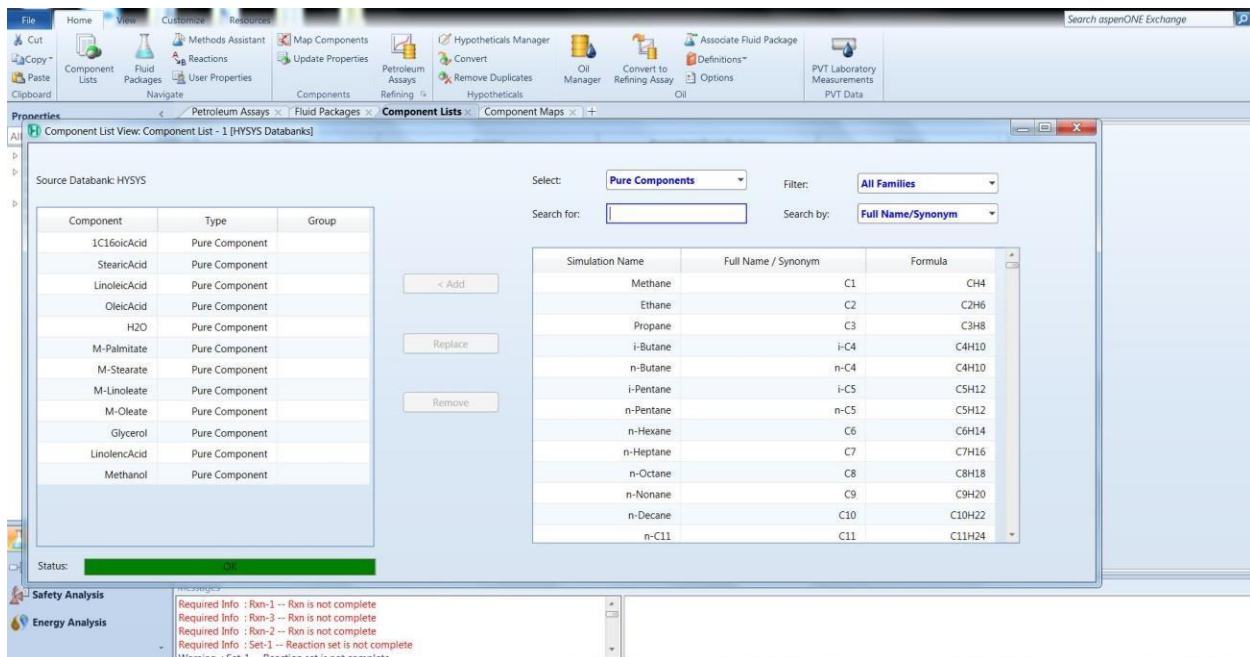 File Home View Customize Resources Search aspenONE Exchange
Cut
Copy
Paste
Clipboard
Component Lists
Fluid Packages
Methods Assistant
Reactions
User Properties
Navigate
Map Components
Update Properties
Components
Petroleum Assays
Refining
Hypotheticals Manager
Convert
Remove Duplicates
Hypotheticals
Oil Manager
Convert to Refining Assay
Associate Fluid Package
Definitions
Options
Oil
PVT Laboratory Measurements
PVT Data
Properties < Petroleum Assays × Fluid Packages × Component Lists × Component Maps × +
All
Component List View: Component List - 1 [HYSYS Databanks]
Source Databank: HYSYS
Select: Pure Components Filter: All Families
Search for: Search by: Full Name/Synonym
Component Type Group
1C16oicAcid Pure Component
StearicAcid Pure Component
LinoleicAcid Pure Component
OleicAcid Pure Component
H2O Pure Component
M-Palmitate Pure Component
M-Stearate Pure Component
M-Linoleate Pure Component
M-Oleate Pure Component
Glycerol Pure Component
LinolencAcid Pure Component
Methanol Pure Component
< Add
Replace
Remove
Simulation Name Full Name / Synonym Formula
Methane C1 CH4
Ethane C2 C2H6
Propane C3 C3H8
i-Butane i-C4 C4H10
n-Butane n-C4 C4H10
i-Pentane i-C5 C5H12
n-Pentane n-C5 C5H12
n-Hexane C6 C6H14
n-Heptane C7 C7H16
n-Octane C8 C8H18
n-Nonane C9 C9H20
n-Decane C10 C10H22
n-C11 C11 C11H24
Status: OK
Safety Analysis
Energy Analysis
Messages
Required Info : Rxn-1 -- Rxn is not complete
Required Info : Rxn-3 -- Rxn is not complete
Required Info : Rxn-2 -- Rxn is not complete
Required Info : Set-1 -- Reaction set is not complete
Warning : Set-1 -- Reaction set is not complete